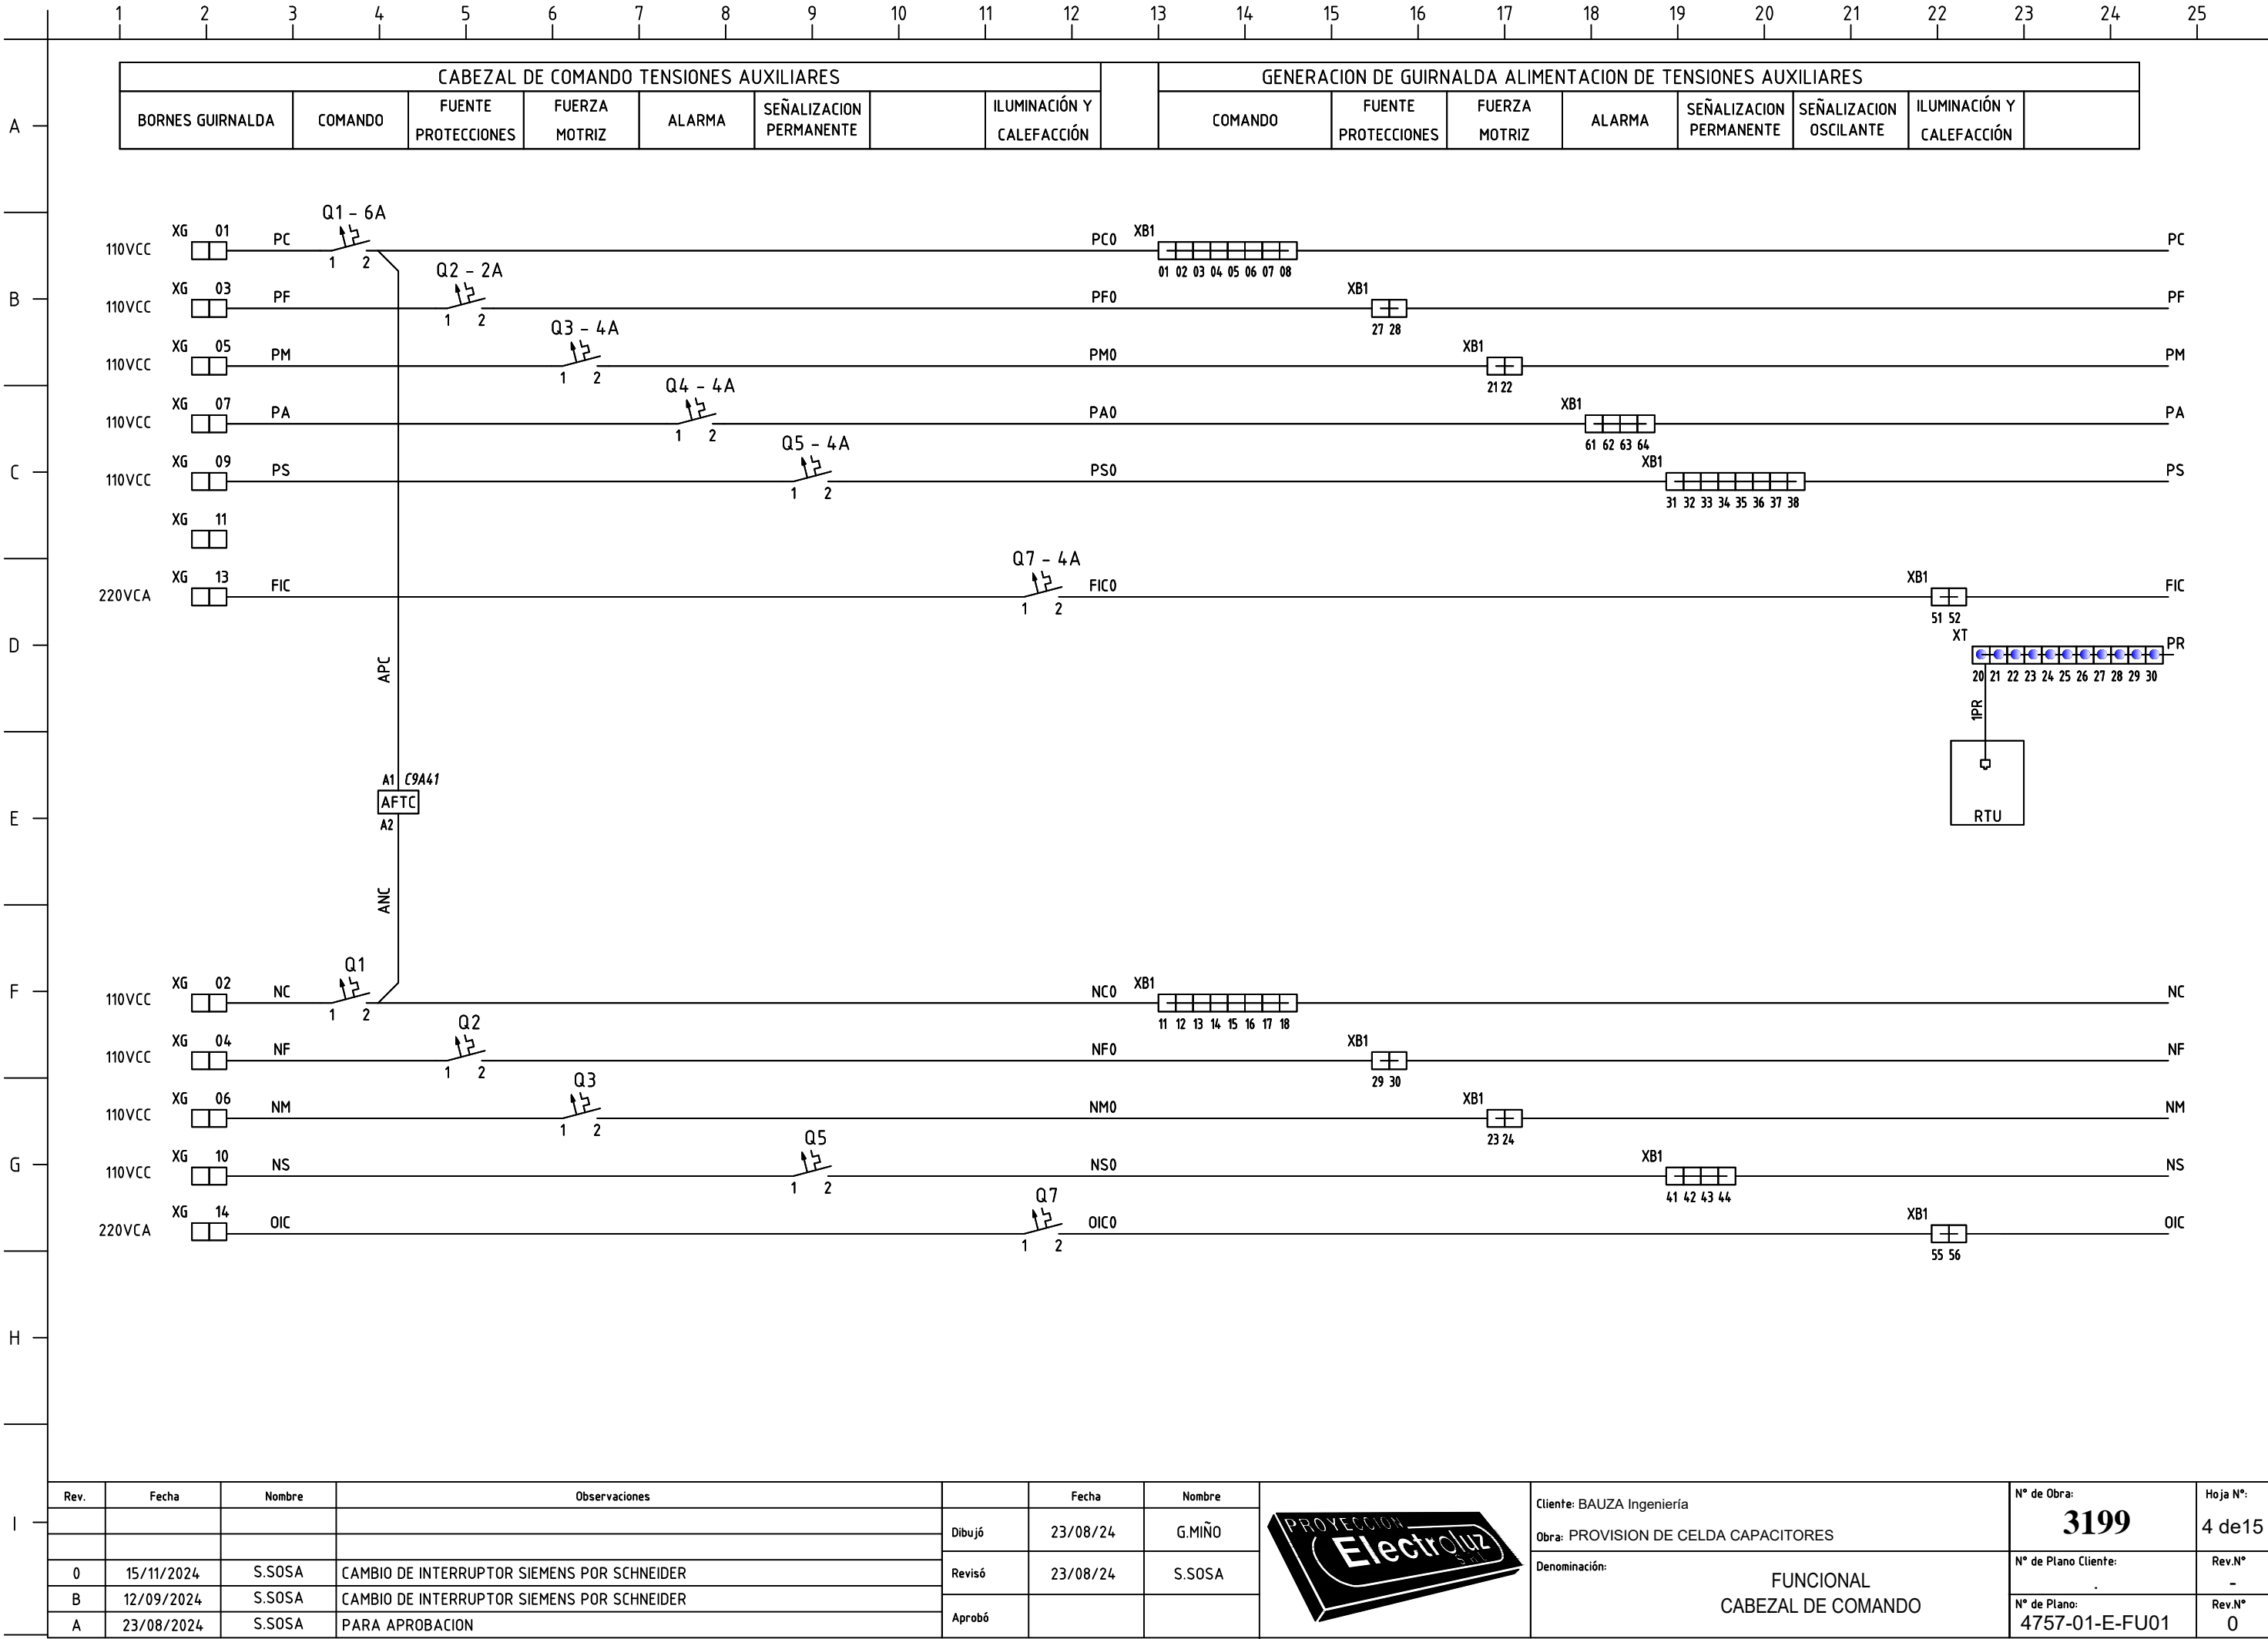 1 2 3 4 5 6 7 8 9 10 11 12 13 14 15 16 17 18 19 20 21 22 23 24 25
CABEZAL DE COMANDO TENSIONES AUXILIARES
BORNES GUIRNALDA
COMANDO
FUENTE
PROTECCIONES
FUERZA
MOTRIZ
ALARMA
SEÑALIZACION
PERMANENTE
ILUMINACIÓN Y
CALEFACCIÓN
GENERACION DE GUIRNALDA ALIMENTACION DE TENSIONES AUXILIARES
COMANDO
FUENTE
PROTECCIONES
FUERZA
MOTRIZ
ALARMA
SEÑALIZACION
PERMANENTE
SEÑALIZACION
OSCILANTE
ILUMINACIÓN Y
CALEFACCIÓN
A
Q1 - 6A
110VCC XG 01 PC 1 2 PC0 XB1 PC
01 02 03 04 05 06 07 08
Q2 - 2A
B
110VCC XG 03 PF 1 2 PF0 XB1 PF
27 28
Q3 - 4A
110VCC XG 05 PM 1 2 PM0 XB1 PM
21 22
Q4 - 4A
110VCC XG 07 PA 1 2 PA0 XB1 PA
61 62 63 64
Q5 - 4A
C
110VCC XG 09 PS 1 2 PS0 XB1 PS
31 32 33 34 35 36 37 38
XG 11
Q7 - 4A
220VCA XG 13 FIC 1 2 FIC0 XB1 FIC
51 52
D
XT PR
20 21 22 23 24 25 26 27 28 29 30
APC
1PR
A1 C9A41
AFTC
A2
E
RTU
ANC
Q1
F
110VCC XG 02 NC 1 2 NC0 XB1 NC
11 12 13 14 15 16 17 18
Q2
110VCC XG 04 NF 1 2 NF0 XB1 NF
29 30
Q3
110VCC XG 06 NM 1 2 NM0 XB1 NM
23 24
Q5
G
110VCC XG 10 NS 1 2 NS0 XB1 NS
41 42 43 44
Q7
220VCA XG 14 OIC 1 2 OIC0 XB1 OIC
55 56
H
I
Rev. Fecha Nombre Observaciones
0 15/11/2024 S.SOSA CAMBIO DE INTERRUPTOR SIEMENS POR SCHNEIDER
B 12/09/2024 S.SOSA CAMBIO DE INTERRUPTOR SIEMENS POR SCHNEIDER
A 23/08/2024 S.SOSA PARA APROBACION
Fecha Nombre
Dibujó 23/08/24 G.MIÑO
Revisó 23/08/24 S.SOSA
Aprobó
PROYECCION
Electroluz
S.R.L.
Cliente: BAUZA Ingeniería
Obra: PROVISION DE CELDA CAPACITORES
Denominación:
FUNCIONAL
CABEZAL DE COMANDO
N° de Obra:
3199
Hoja N°:
4 de15
N° de Plano Cliente:
.
Rev.N°
-
N° de Plano:
4757-01-E-FU01
Rev.N°
0